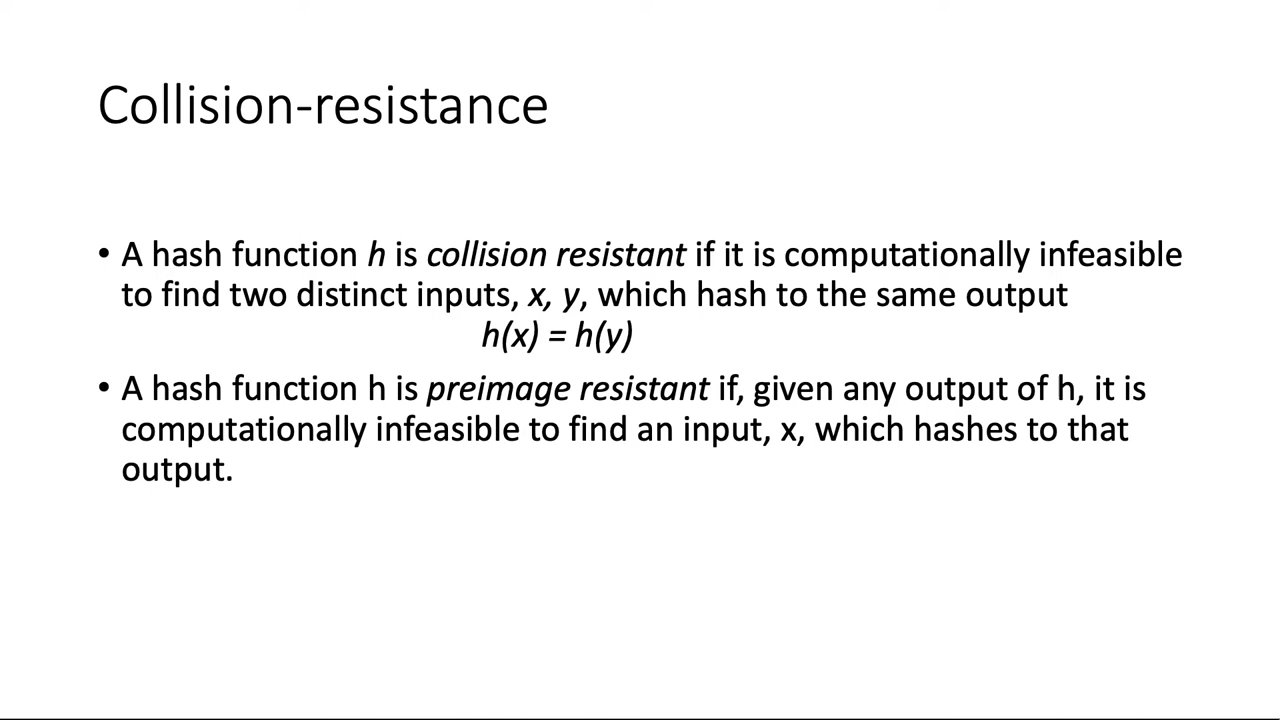 Collision-resistance
• A hash function h is collision resistant if it is computationally infeasible
to find two distinct inputs, x, y, which hash to the same output
h(x) = h(y)
• A hash function h is preimage resistant if, given any output of h, it is
computationally infeasible to find an input, x, which hashes to that
output.